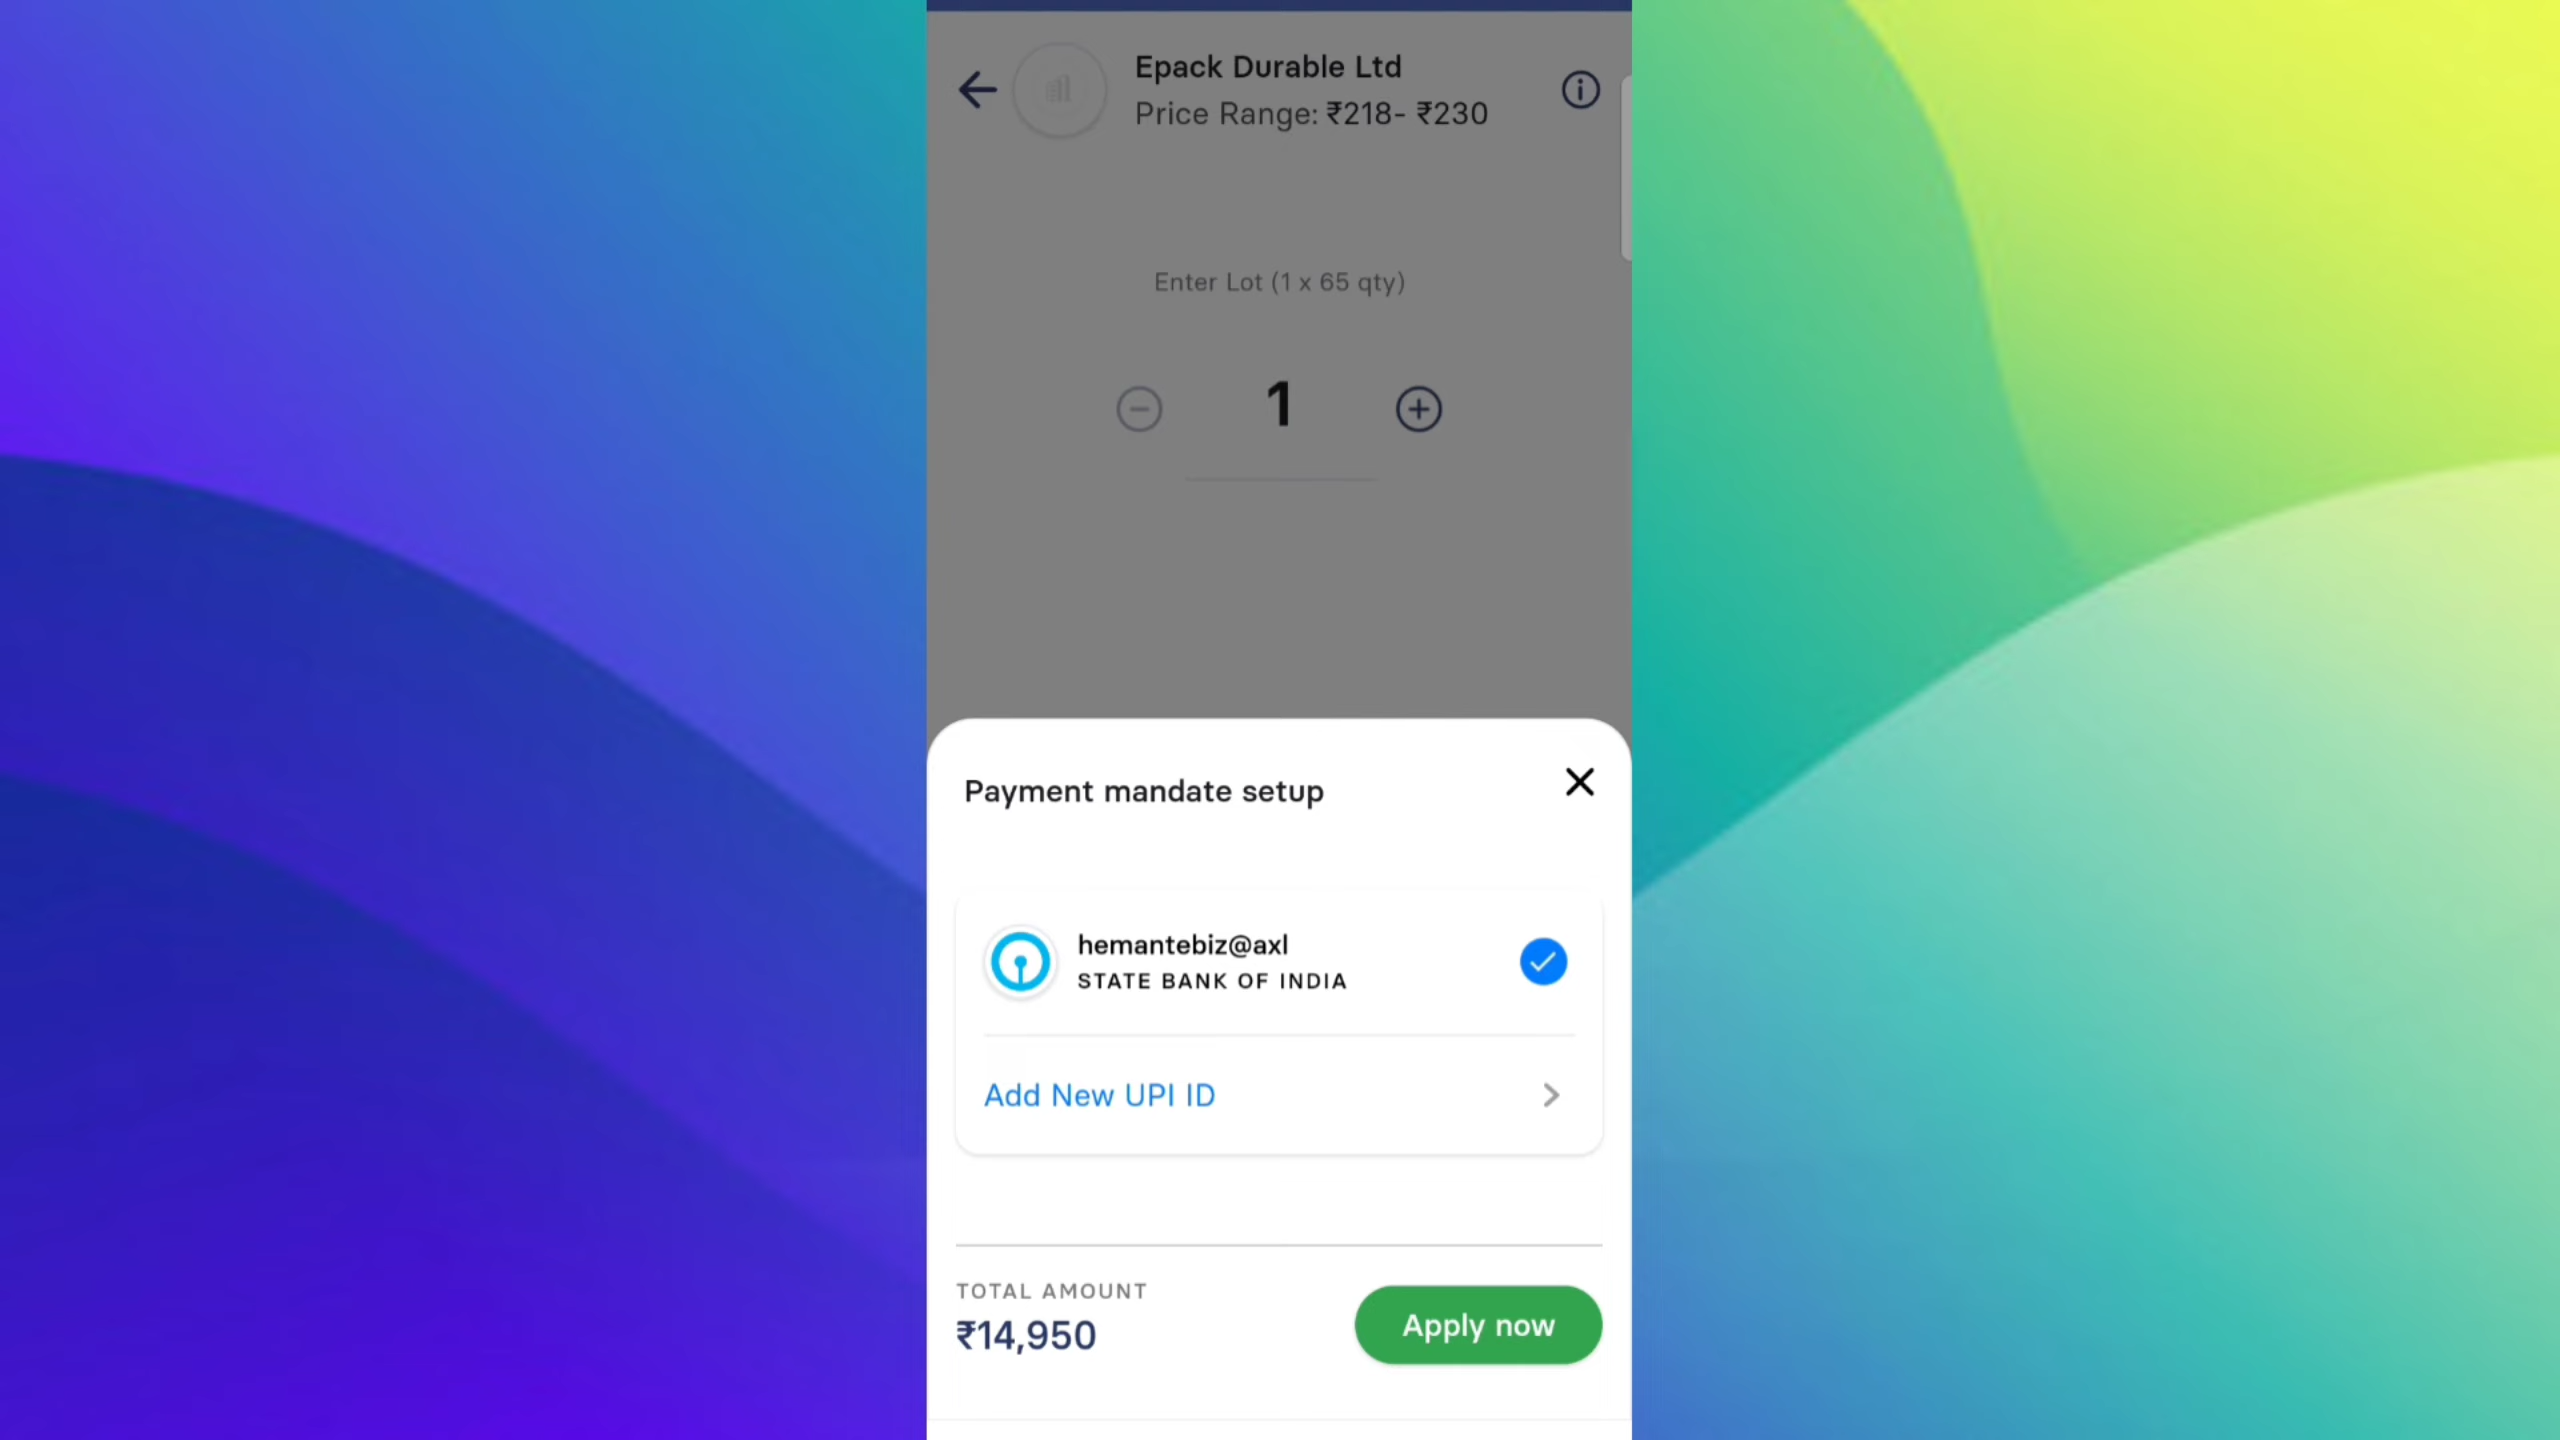 Epack Durable Ltd
Price Range: ₹218- ₹230
Enter Lot (1 x 65 qty)
1
Payment mandate setup
hemantebiz@axl
STATE BANK OF INDIA
Add New UPI ID
TOTAL AMOUNT
₹14,950
Apply now